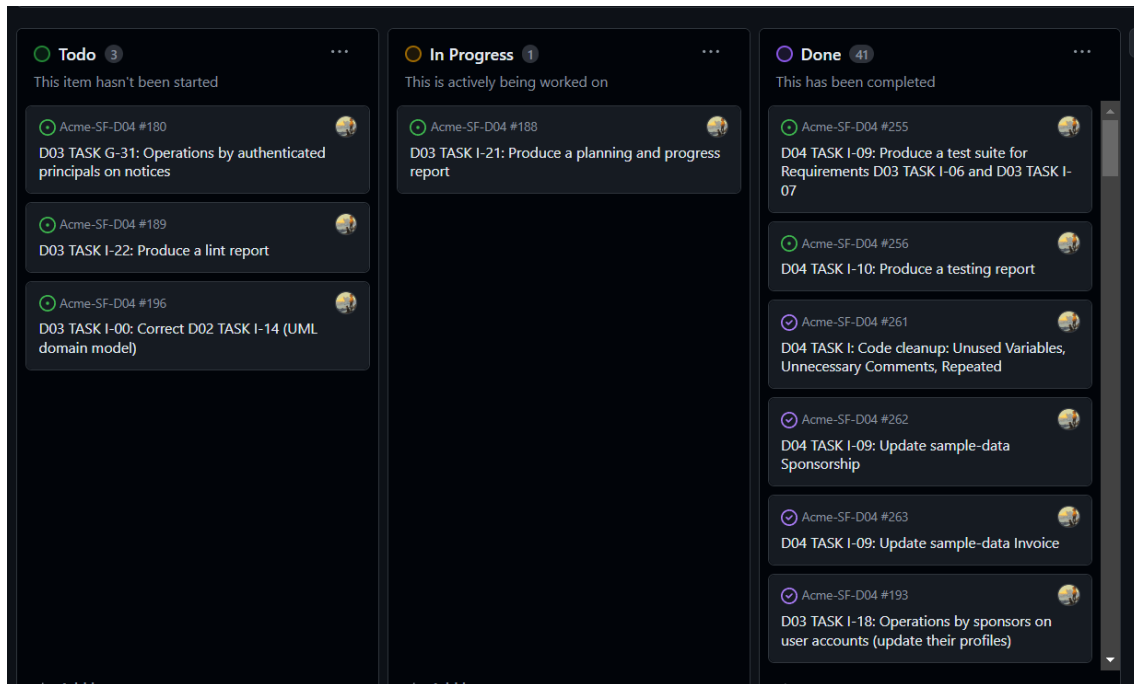 Todo 3
This item hasn't been started
Acme-SF-D04 #180
D03 TASK G-31: Operations by authenticated
principals on notices
Acme-SF-D04 #189
D03 TASK I-22: Produce a lint report
Acme-SF-D04 #196
D03 TASK I-00: Correct D02 TASK I-14 (UML
domain model)
In Progress 1
This is actively being worked on
Acme-SF-D04 #188
D03 TASK I-21: Produce a planning and progress
report
Done 41
This has been completed
Acme-SF-D04 #255
D04 TASK I-09: Produce a test suite for
Requirements D03 TASK I-06 and D03 TASK I-
07
Acme-SF-D04 #256
D04 TASK I-10: Produce a testing report
Acme-SF-D04 #261
D04 TASK I: Code cleanup: Unused Variables,
Unnecessary Comments, Repeated
Acme-SF-D04 #262
D04 TASK I-09: Update sample-data
Sponsorship
Acme-SF-D04 #263
D04 TASK I-09: Update sample-data Invoice
Acme-SF-D04 #193
D03 TASK I-18: Operations by sponsors on
user accounts (update their profiles)